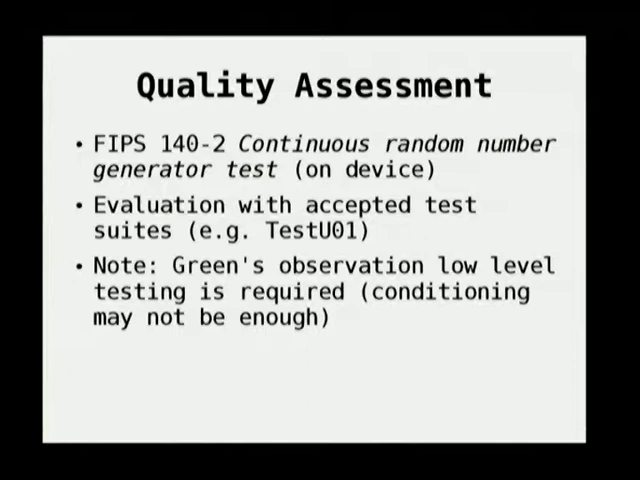 Quality Assessment
• FIPS 140-2 Continuous random number
generator test (on device)
• Evaluation with accepted test
suites (e.g. TestU01)
• Note: Green's observation low level
testing is required (conditioning
may not be enough)